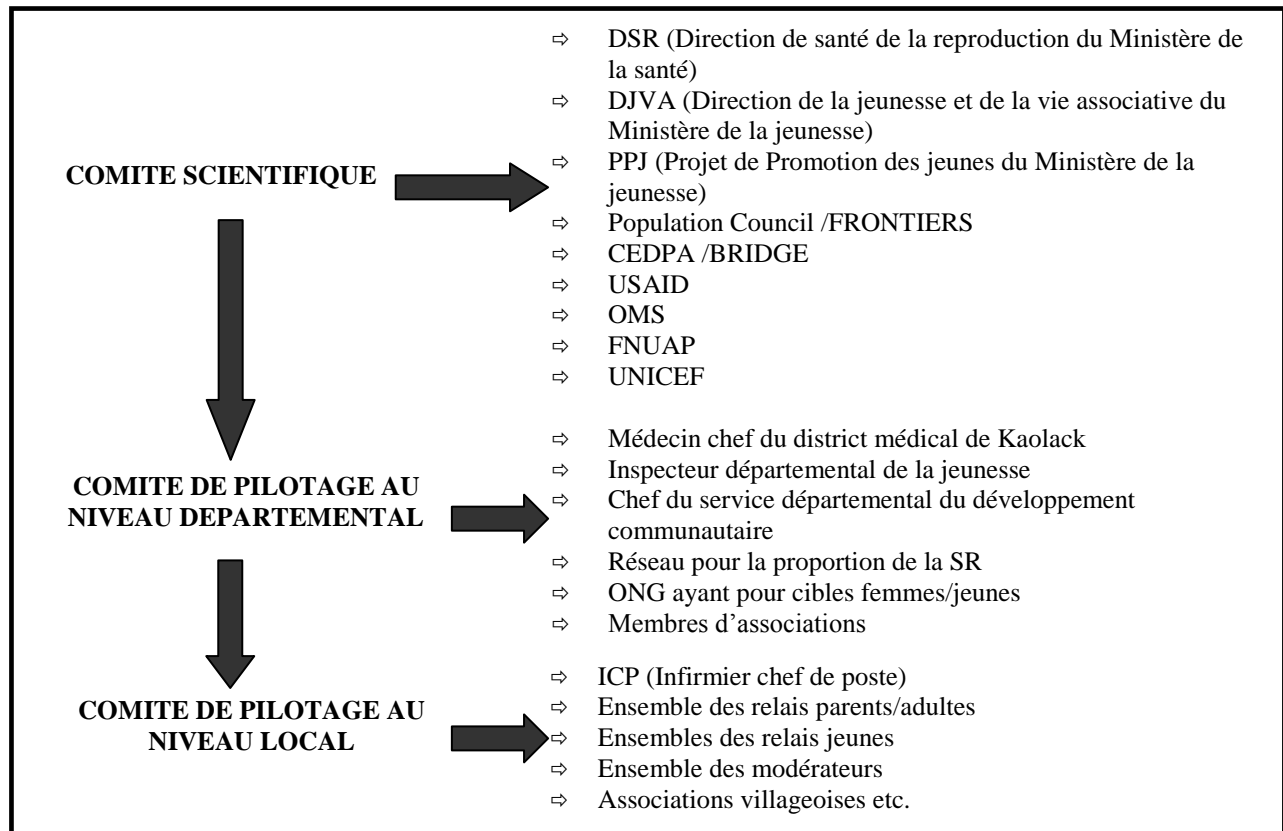 COMITE SCIENTIFIQUE
⇨ DSR (Direction de santé de la reproduction du Ministère de
la santé)
⇨ DJVA (Direction de la jeunesse et de la vie associative du
Ministère de la jeunesse)
⇨ PPJ (Projet de Promotion des jeunes du Ministère de la
jeunesse)
⇨ Population Council /FRONTIERS
⇨ CEDPA /BRIDGE
⇨ USAID
⇨ OMS
⇨ FNUAP
⇨ UNICEF
COMITE DE PILOTAGE AU
NIVEAU DEPARTEMENTAL
⇨ Médecin chef du district médical de Kaolack
⇨ Inspecteur départemental de la jeunesse
⇨ Chef du service départemental du développement
communautaire
⇨ Réseau pour la proportion de la SR
⇨ ONG ayant pour cibles femmes/jeunes
⇨ Membres d’associations
COMITE DE PILOTAGE AU
NIVEAU LOCAL
⇨ ICP (Infirmier chef de poste)
⇨ Ensemble des relais parents/adultes
⇨ Ensembles des relais jeunes
⇨ Ensemble des modérateurs
⇨ Associations villageoises etc.